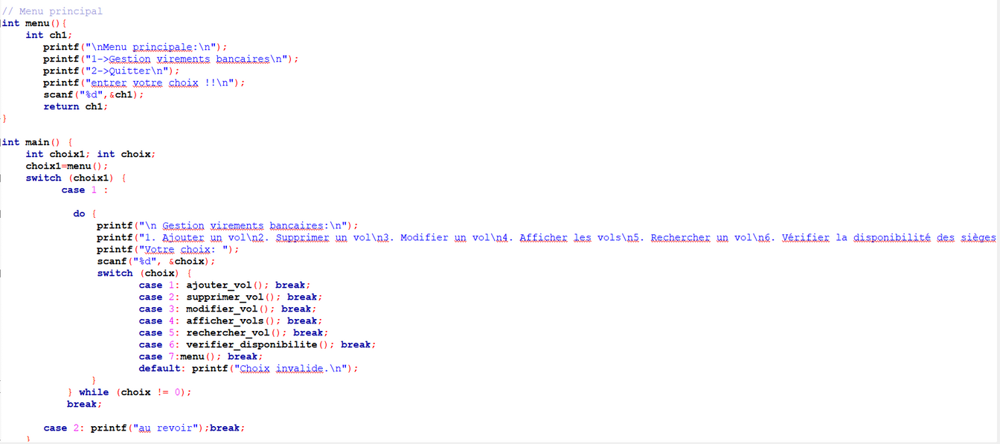 // Menu principal
int menu(){
int ch1;
printf("\nMenu principale:\n");
printf("1->Gestion virements bancaires\n");
printf("2->Quitter\n");
printf("entrer votre choix !!\n");
scanf("%d",&ch1);
return ch1;
}
int main() {
int choix1; int choix;
choix1=menu();
switch (choix1) {
case 1 :
do {
printf("\n Gestion virements bancaires:\n");
printf("1. Ajouter un vol\n2. Supprimer un vol\n3. Modifier un vol\n4. Afficher les vols\n5. Rechercher un vol\n6. Vérifier la disponibilité des sièges
printf("Votre choix: ");
scanf("%d", &choix);
switch (choix) {
case 1: ajouter_vol(); break;
case 2: supprimer_vol(); break;
case 3: modifier_vol(); break;
case 4: afficher_vols(); break;
case 5: rechercher_vol(); break;
case 6: verifier_disponibilite(); break;
case 7:menu(); break;
default: printf("Choix invalide.\n");
}
} while (choix != 0);
break;
case 2: printf("au revoir");break;
}